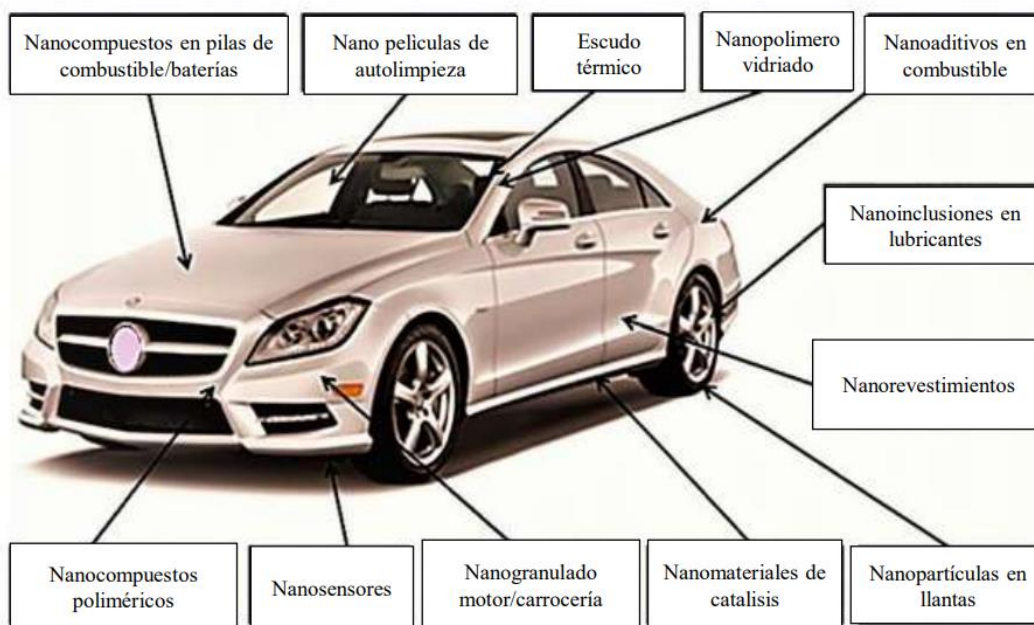 Nanocompuestos en pilas de
combustible/baterías
Nano peliculas de
autolimpieza
Escudo
térmico
Nanopolimero
vidriado
Nanoaditivos en
combustible
Nanoinclusiones en
lubricantes
Nanorevestimientos
Nanocompuestos
poliméricos
Nanosensores
Nanogranulado
motor/carrocería
Nanomateriales de
catalisis
Nanopartículas en
llantas